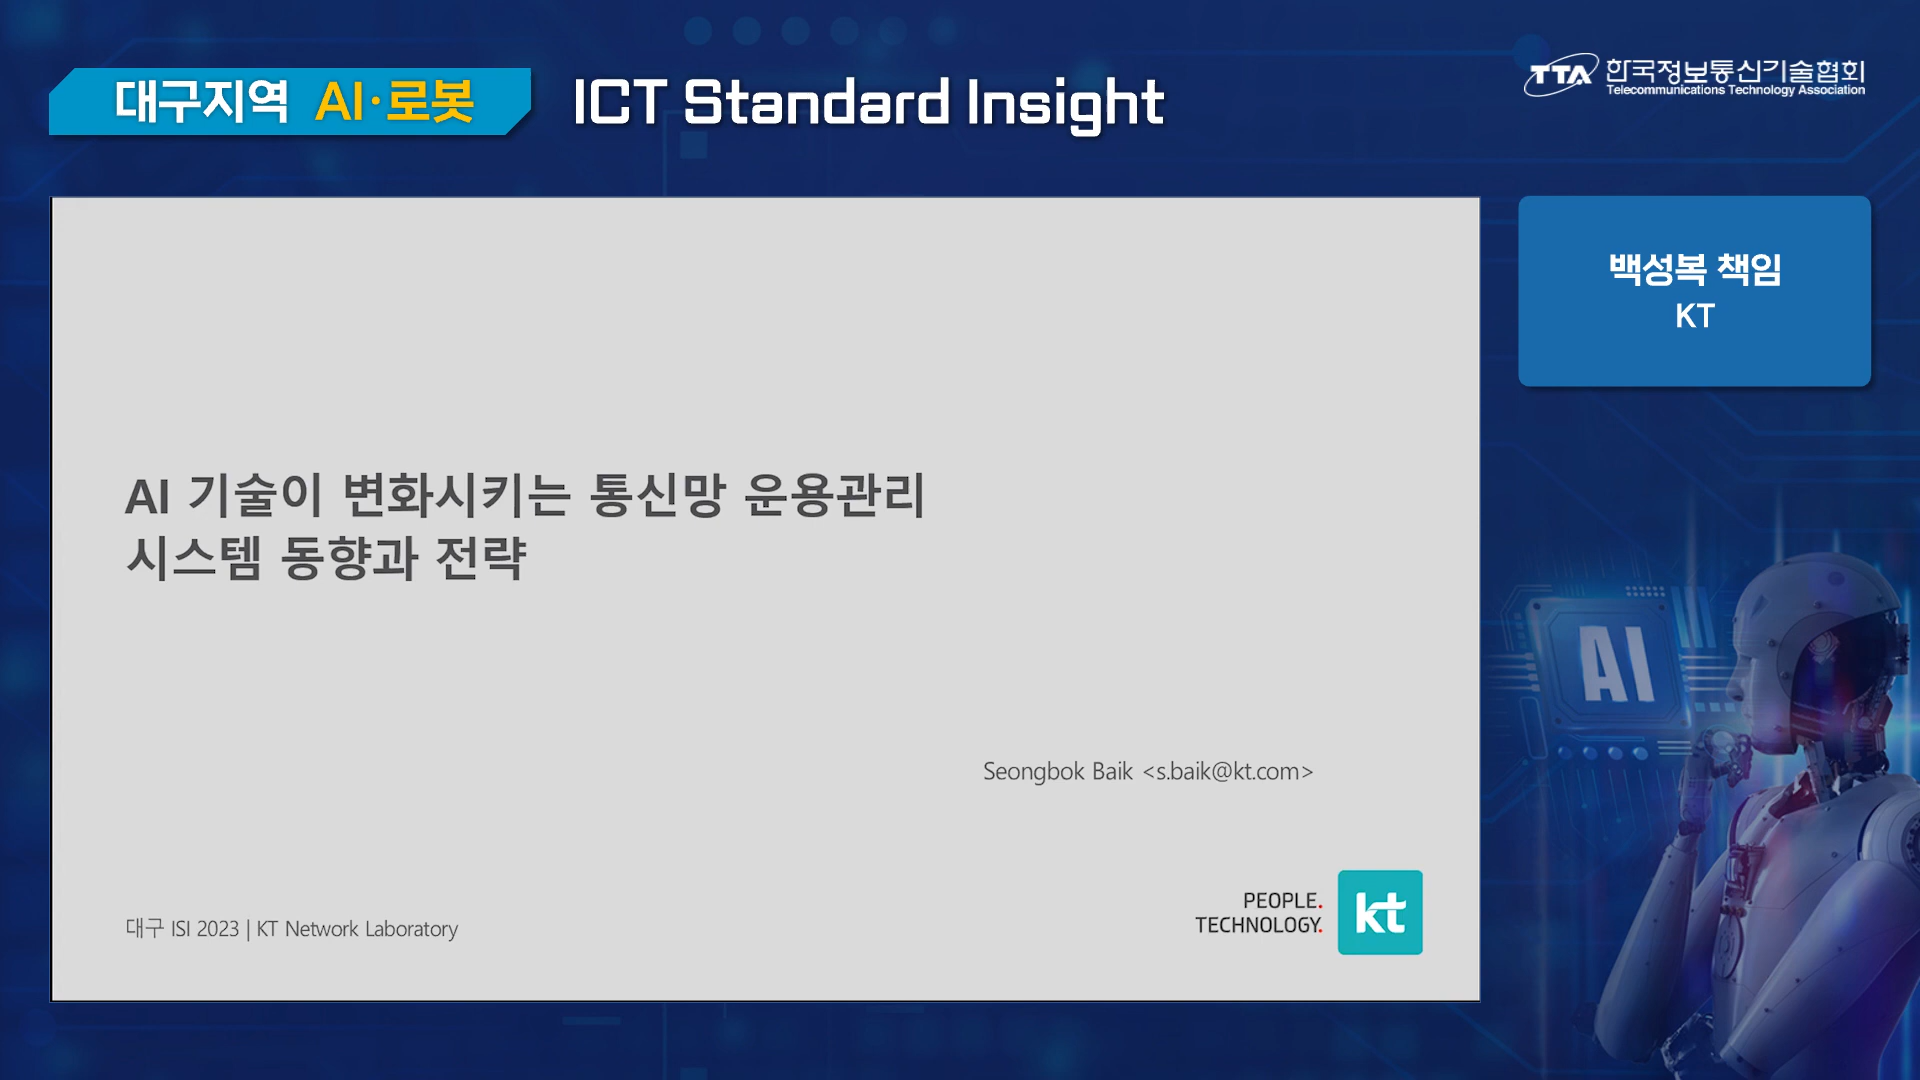 대구지역 AI·로봇 ICT Standard Insight
TTA 한국정보통신기술협회
Telecommunications Technology Association
백성복 책임
KT
AI 기술이 변화시키는 통신망 운용관리
시스템 동향과 전략
Seongbok Baik <s.baik@kt.com>
대구 ISI 2023 | KT Network Laboratory
PEOPLE.
TECHNOLOGY.
kt
AI